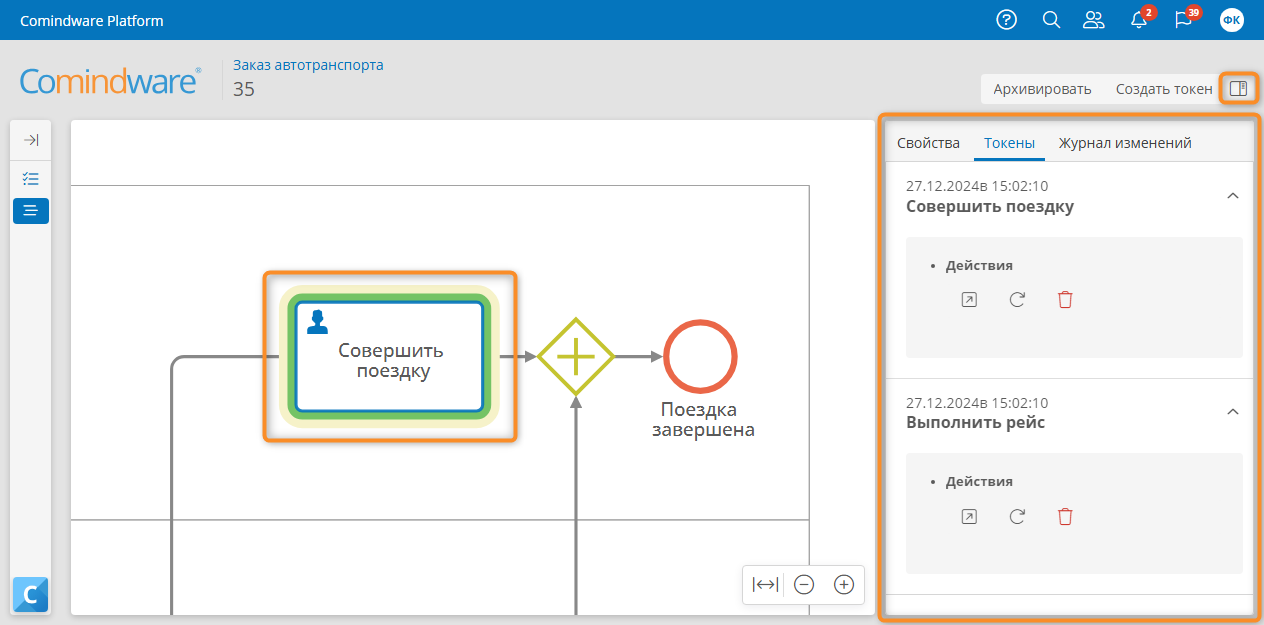 Comindware Platform
2
39
ФК
Comindware®
Заказ автотранспорта
35
Архивировать
Создать токен
Свойства
Токены
Журнал изменений
27.12.2024в 15:02:10
Совершить поездку
• Действия
27.12.2024в 15:02:10
Выполнить рейс
• Действия
Совершить
поездку
Поездка
завершена
C